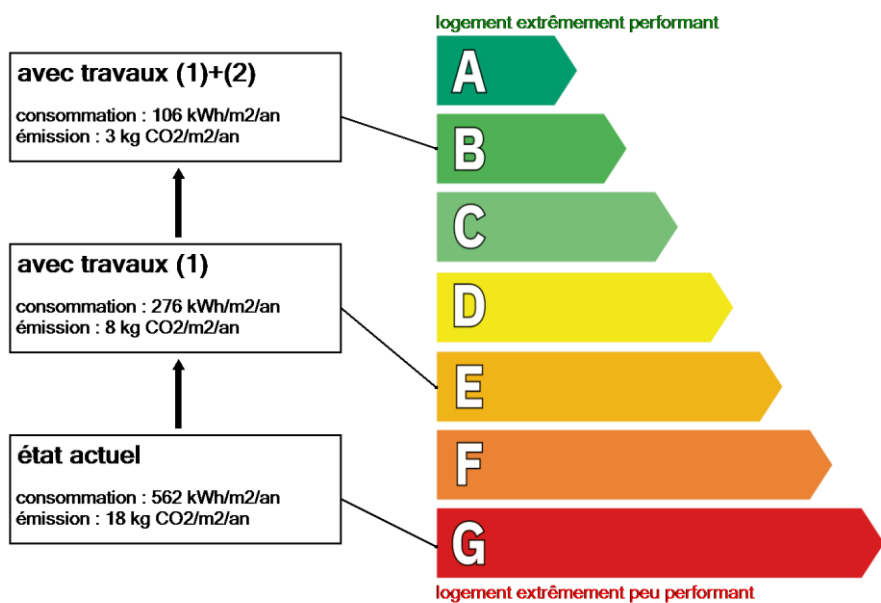 logement extrêmement performant
avec travaux (1)+(2)
consommation : 106 kWh/m2/an
émission : 3 kg CO2/m2/an
avec travaux (1)
consommation : 276 kWh/m2/an
émission : 8 kg CO2/m2/an
état actuel
consommation : 562 kWh/m2/an
émission : 18 kg CO2/m2/an
A
B
C
D
E
F
G
logement extrêmement peu performant